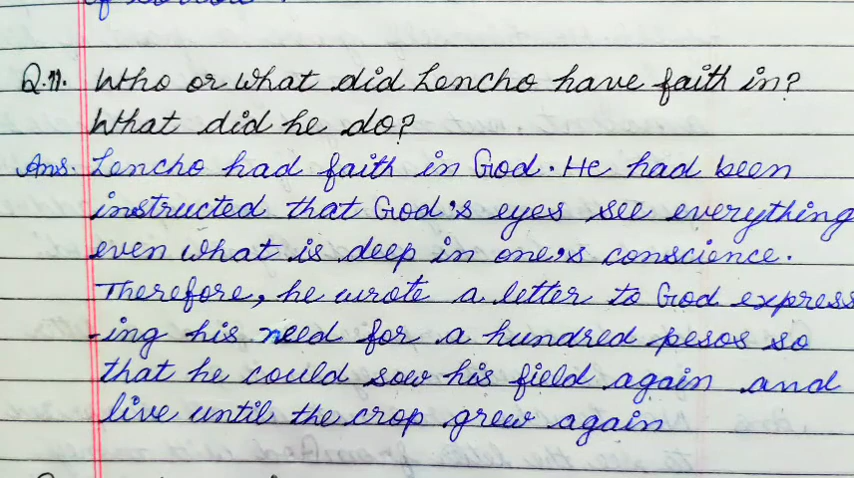 of sorrow.
Q.11. Who or what did Lencho have faith in?
What did he do?
Ans. Lencho had faith in God. He had been
instructed that God's eyes see everything
even what is deep in one's conscience.
Therefore, he wrote a letter to God express
-ing his need for a hundred pesos so
that he could sow his field again and
live until the crop grew again